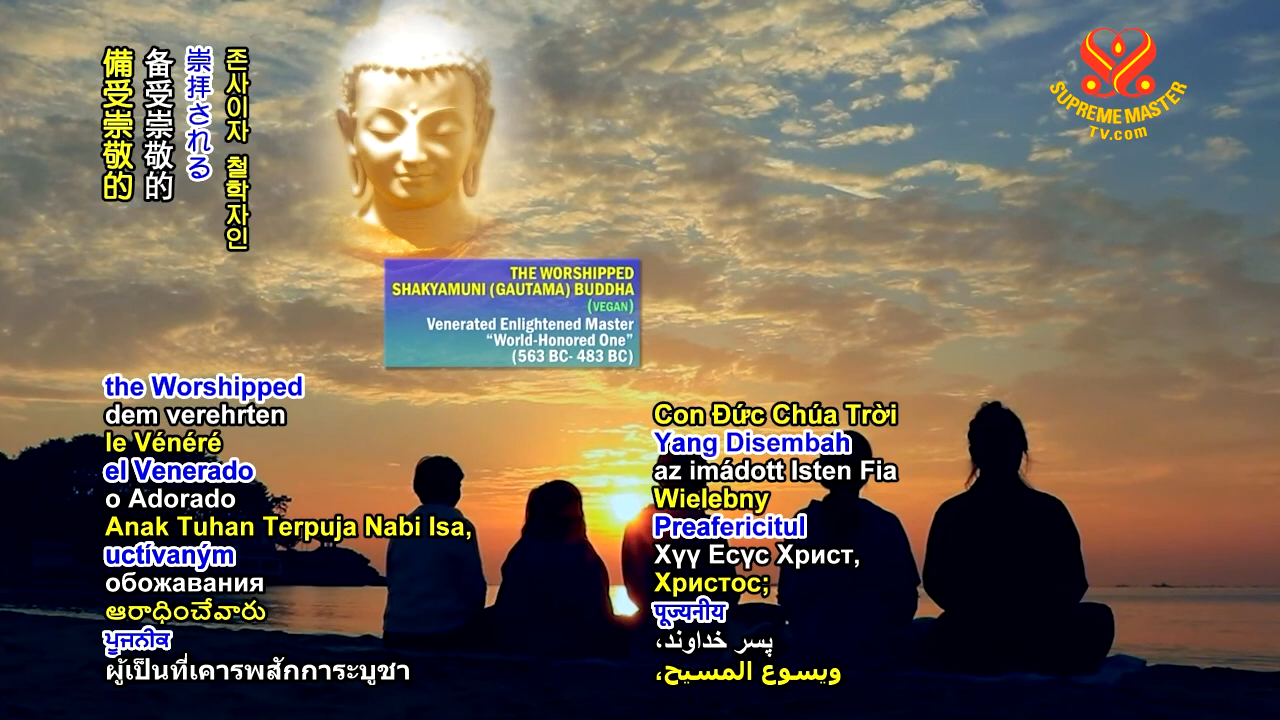 備受崇敬的
备受崇敬的
崇拝される
존사이자 철학자인
SUPREME MASTER
TV.com
THE WORSHIPPED
SHAKYAMUNI (GAUTAMA) BUDDHA
(VEGAN)
Venerated Enlightened Master
“World-Honored One”
(563 BC- 483 BC)
the Worshipped
dem verehrten
le Vénéré
el Venerado
o Adorado
Anak Tuhan Terpuja Nabi Isa,
uctívaným
обожавания
ఆరాధించేవారు
ਪੂਜਨੀਕ
ผู้เป็นที่เคารพสักการะบูชา
Con Đức Chúa Trời
Yang Disembah
az imádott Isten Fia
Wielebny
Preafericitul
Хүү Есүс Христ,
Христос;
पूज्यनीय
پسر خداوند،
ويسوع المسيح،